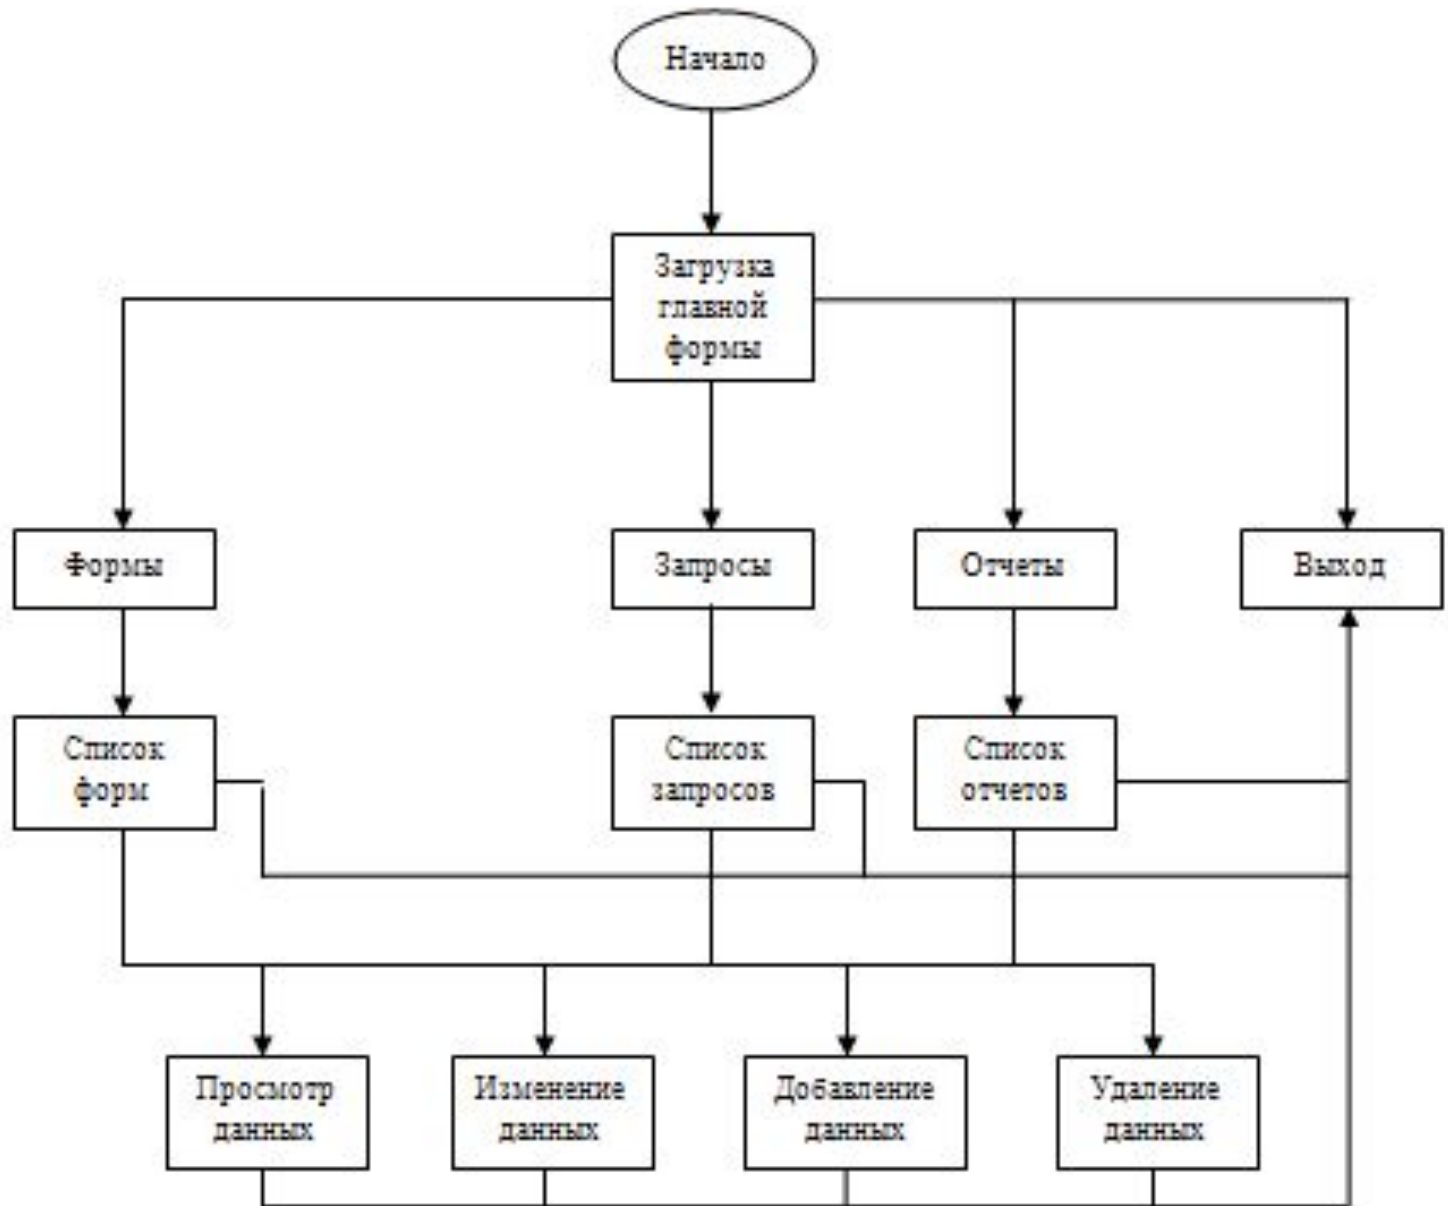 Начало
Загрузка
главной
формы
Формы
Запросы
Отчеты
Выход
Список
форм
Список
запросов
Список
отчетов
Просмотр
данных
Изменение
данных
Добавление
данных
Удаление
данных